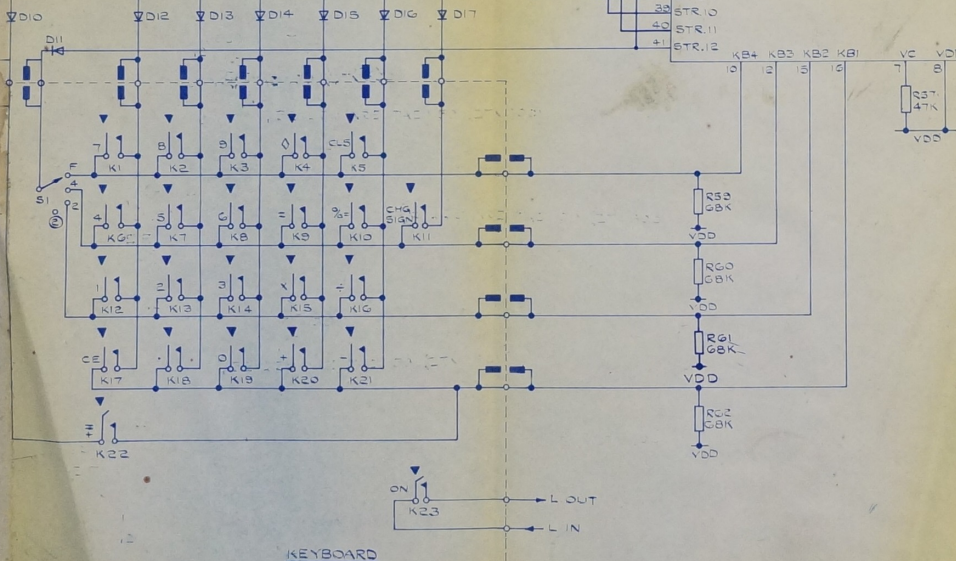 D10 D12 D13 D14 D15 D16 D17
39 STR.10
40 STR.11
41 STR.12
D11
KB4 KB3 KB2 KB1 VC VDD
10 12 15 16 7 8
R37
47K
VDD
7 8 9 ◊ CLS
K1 K2 K3 K4 K5
F
4
2
S1
R59
68K
VDD
4 5 6 = %= CHG
SIGN
K6 K7 K8 K9 K10 K11
R60
68K
VDD
1 2 3 X ÷
K12 K13 K14 K15 K16
R61
68K
VDD
CE . 0 + -
K17 K18 K19 K20 K21
R62
68K
VDD
K22
ON
K23
L OUT
L IN
KEYBOARD